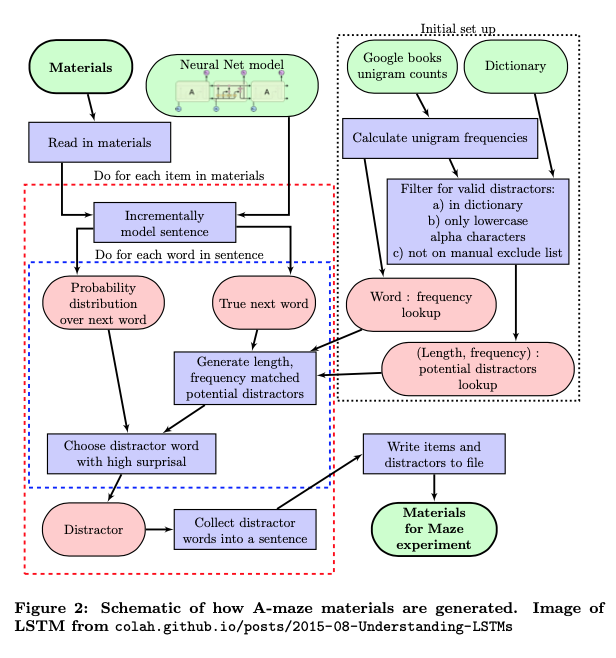 Initial set up
Materials
Neural Net model
A
A
Google books
unigram counts
Dictionary
Read in materials
Calculate unigram frequencies
Do for each item in materials
Filter for valid distractors:
a) in dictionary
b) only lowercase
alpha characters
c) not on manual exclude list
Incrementally
model sentence
Do for each word in sentence
Probability
distribution
over next word
True next word
Word : frequency
lookup
Generate length,
frequency matched
potential distractors
(Length, frequency) :
potential distractors
lookup
Choose distractor word
with high surprisal
Write items and
distractors to file
Distractor
Collect distractor
words into a sentence
Materials
for Maze
experiment
Figure 2: Schematic of how A-maze materials are generated. Image of
LSTM from colah.github.io/posts/2015-08-Understanding-LSTMs